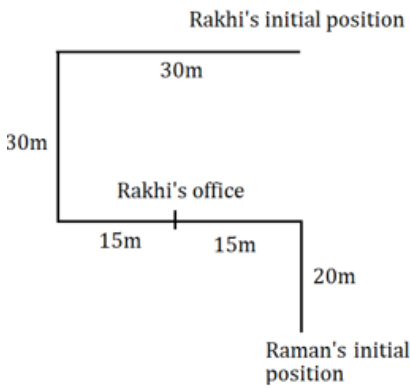 Rakhi's initial position
30m
30m
Rakhi's office
15m
15m
20m
Raman's initial
position